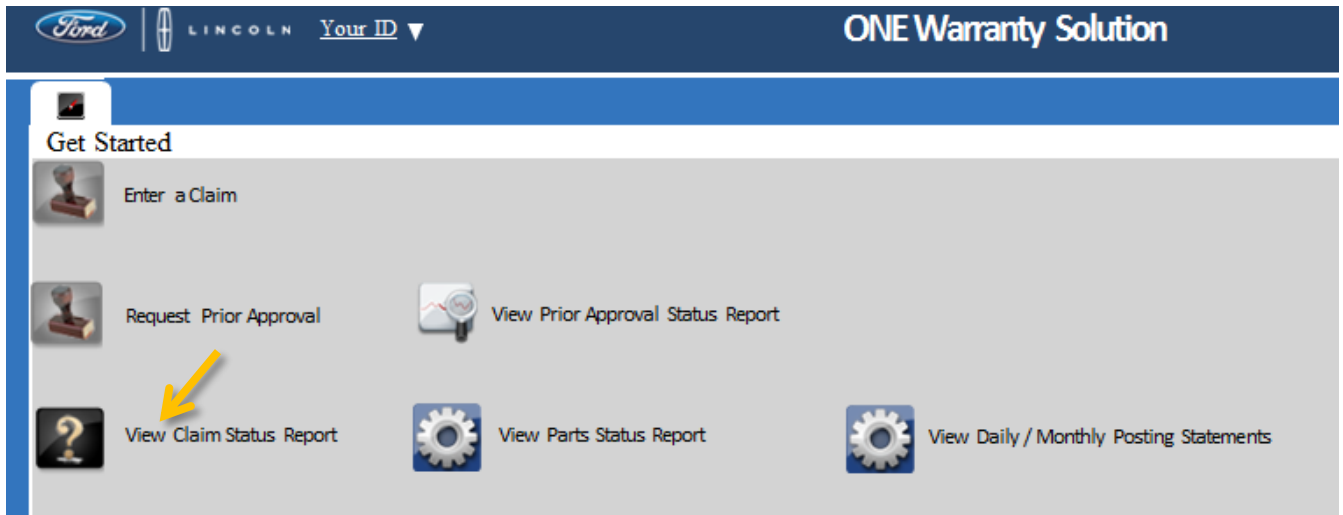 Ford LINCOLN Your ID ▼ ONE Warranty Solution
Get Started
Enter a Claim
Request Prior Approval View Prior Approval Status Report
View Claim Status Report View Parts Status Report View Daily / Monthly Posting Statements